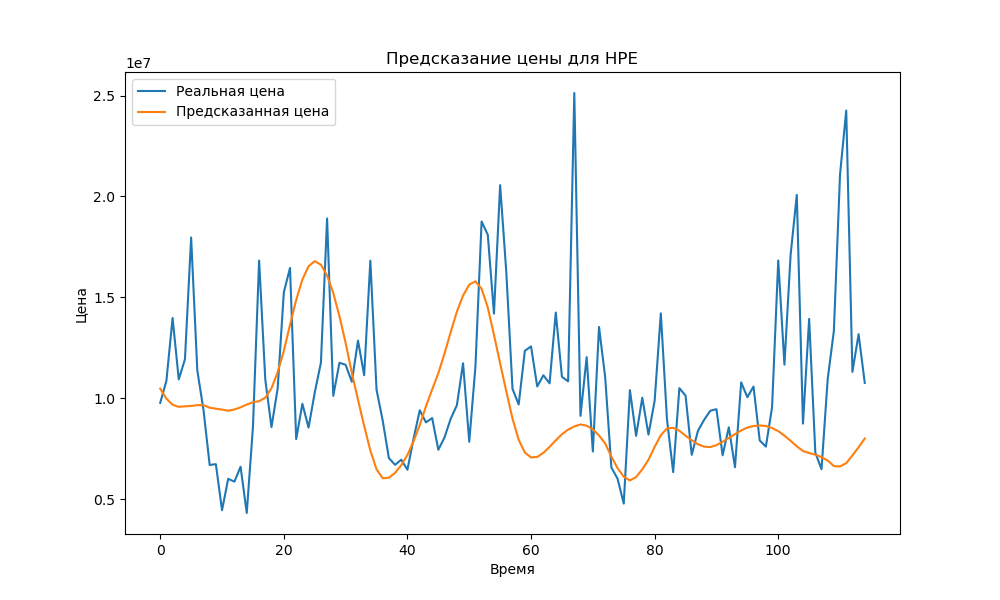 Предсказание цены для HPE
1e7
Реальная цена
Предсказанная цена
2.5
2.0
1.5
1.0
0.5
Цена
0 20 40 60 80 100
Время